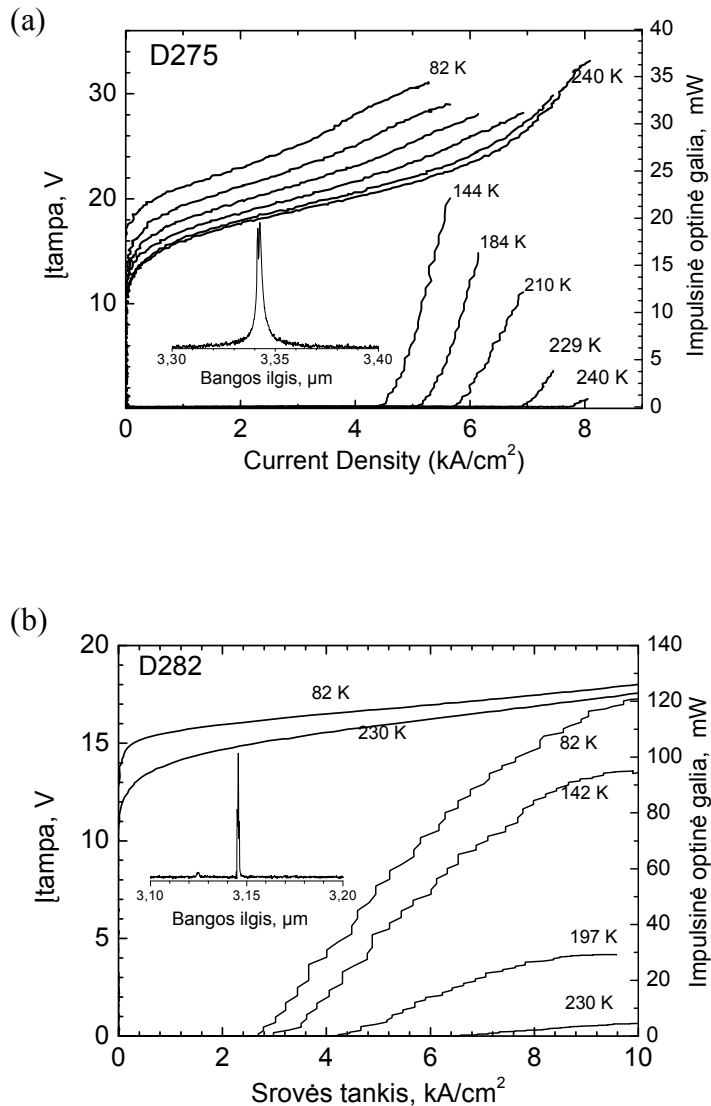 (a)
D275
82 K
240 K
144 K
184 K
210 K
229 K
240 K
30
20
10
0
Įtampa, V
40
35
30
25
20
15
10
5
0
Impulsinė optinė galia, mW
3,30 3,35 3,40
Bangos ilgis, µm
0 2 4 6 8
Current Density (kA/cm²)
(b)
D282
82 K
230 K
82 K
142 K
197 K
230 K
20
15
10
5
0
Įtampa, V
140
120
100
80
60
40
20
0
Impulsinė optinė galia, mW
3,10 3,15 3,20
Bangos ilgis, µm
0 2 4 6 8 10
Srovės tankis, kA/cm²